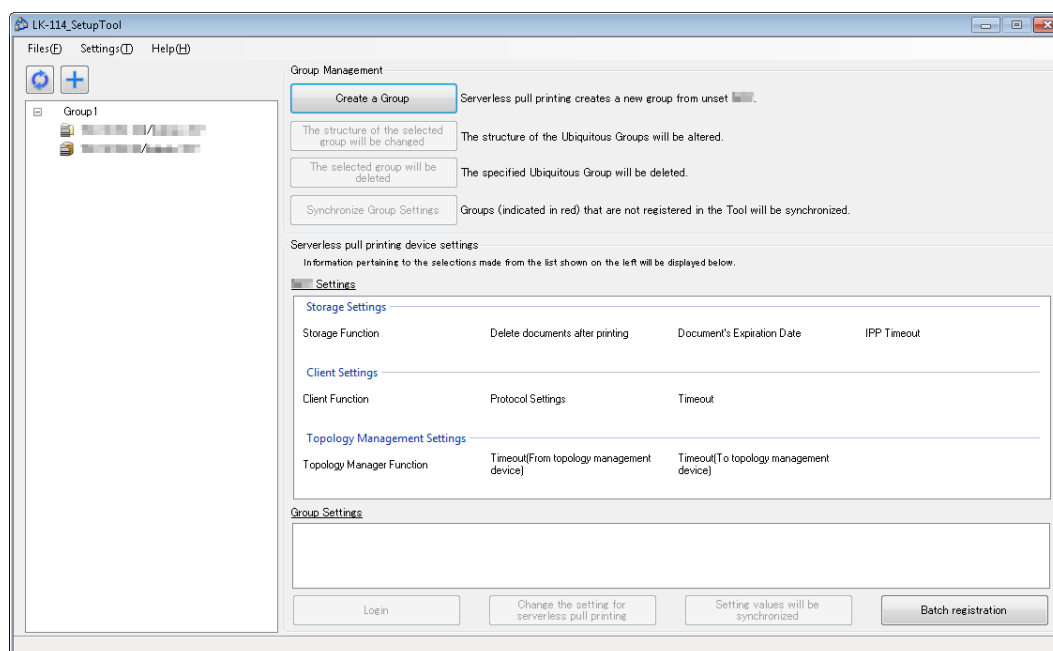 LK-114_SetupTool
Files(F) Settings(T) Help(H)
Group1
/
/
Group Management
Create a Group
Serverless pull printing creates a new group from unset .
The structure of the selected
group will be changed
The structure of the Ubiquitous Groups will be altered.
The selected group will be
deleted
The specified Ubiquitous Group will be deleted.
Synchronize Group Settings
Groups (indicated in red) that are not registered in the Tool will be synchronized.
Serverless pull printing device settings
Information pertaining to the selections made from the list shown on the left will be displayed below.
Settings
Storage Settings
Storage Function Delete documents after printing Document's Expiration Date IPP Timeout
Client Settings
Client Function Protocol Settings Timeout
Topology Management Settings
Topology Manager Function
Timeout(From topology management
device)
Timeout(To topology management
device)
Group Settings
Login
Change the setting for
serverless pull printing
Setting values will be
synchronized
Batch registration